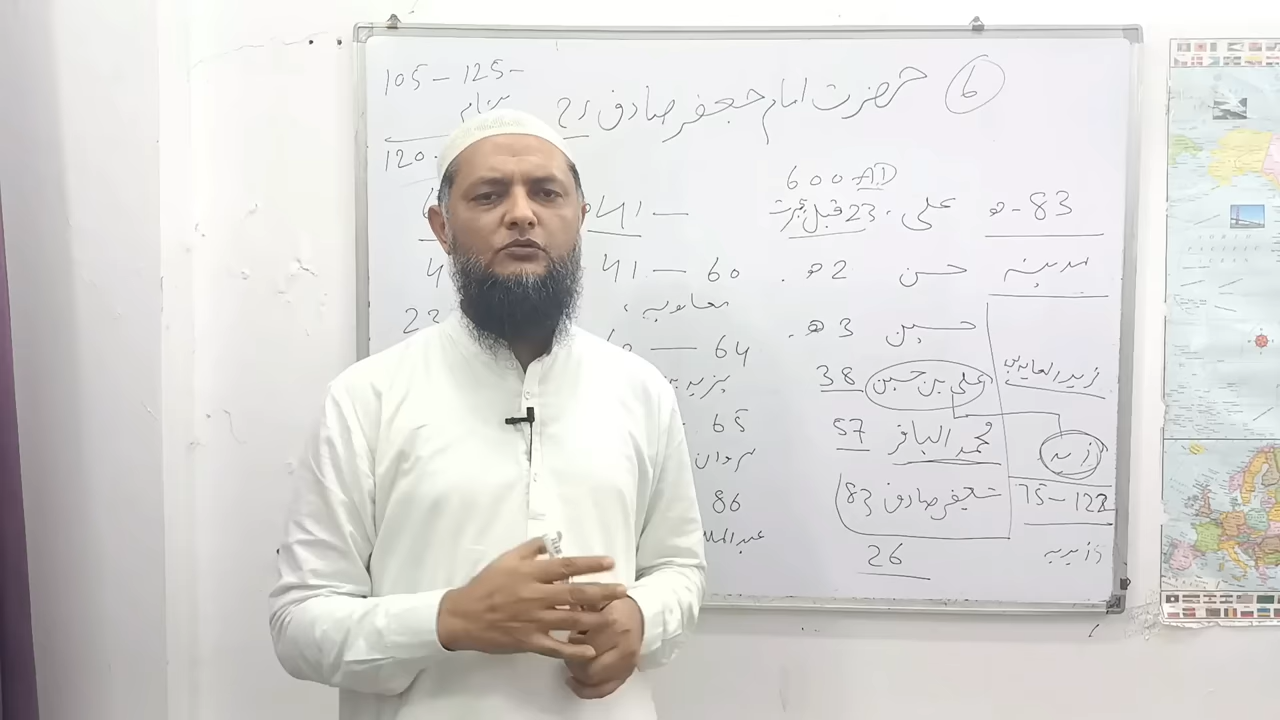 6 حضرت امام جعفر صادق رح
105 - 125 -
120
600 AD
83 - ھ
علی 23 قبل ہجرت
41 —
مدینہ
حسن 2 ھ
41 — 60
معاویہ
حسین 3 ھ
64
یزید
زید العابدین
علی بن حسین 38
65
مروان
زید
محمد الباقر 57
86
عبدالمل
75 - 122
جعفر صادق 83
26
زیدیہ